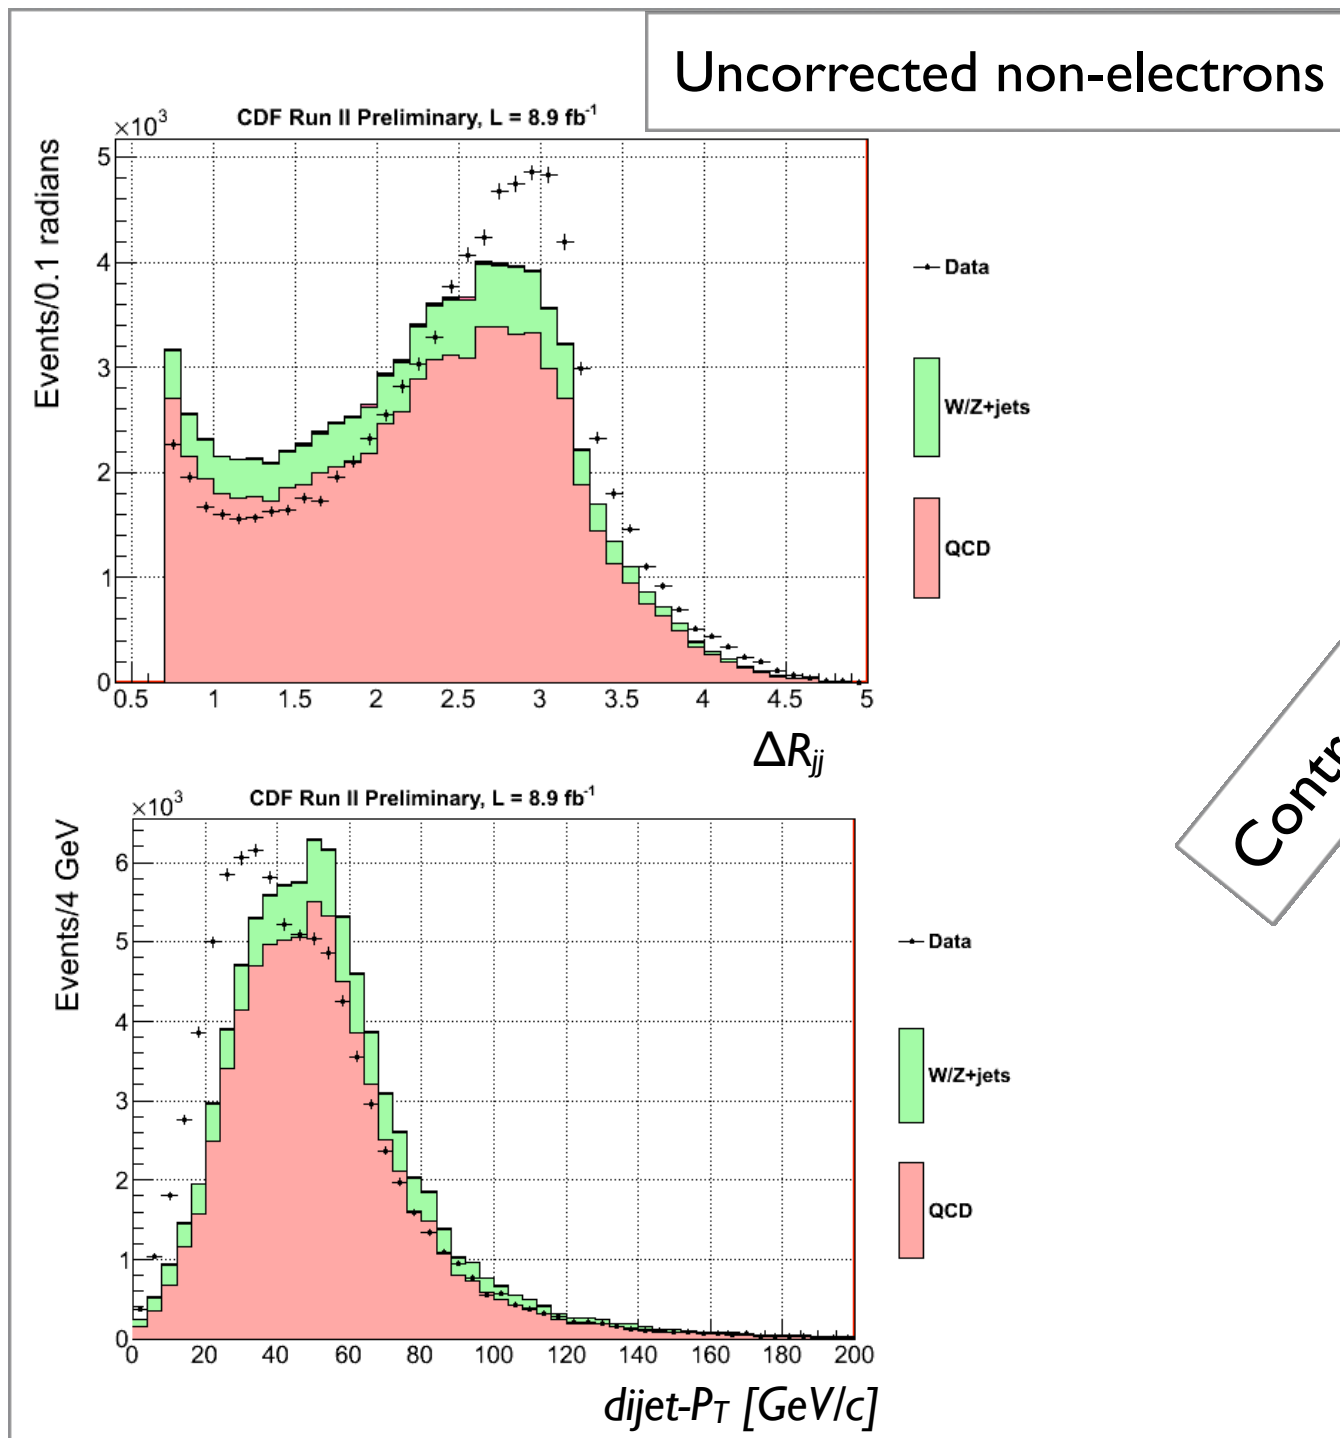 Uncorrected non-electrons
CDF Run II Preliminary, L = 8.9 fb⁻¹
×10³
Events/0.1 radians
5
4
3
2
1
0
0.5 1 1.5 2 2.5 3 3.5 4 4.5 5
ΔRjj
Data
W/Z+jets
QCD
Contr
CDF Run II Preliminary, L = 8.9 fb⁻¹
×10³
Events/4 GeV
6
5
4
3
2
1
0
0 20 40 60 80 100 120 140 160 180 200
dijet-PT [GeV/c]
Data
W/Z+jets
QCD